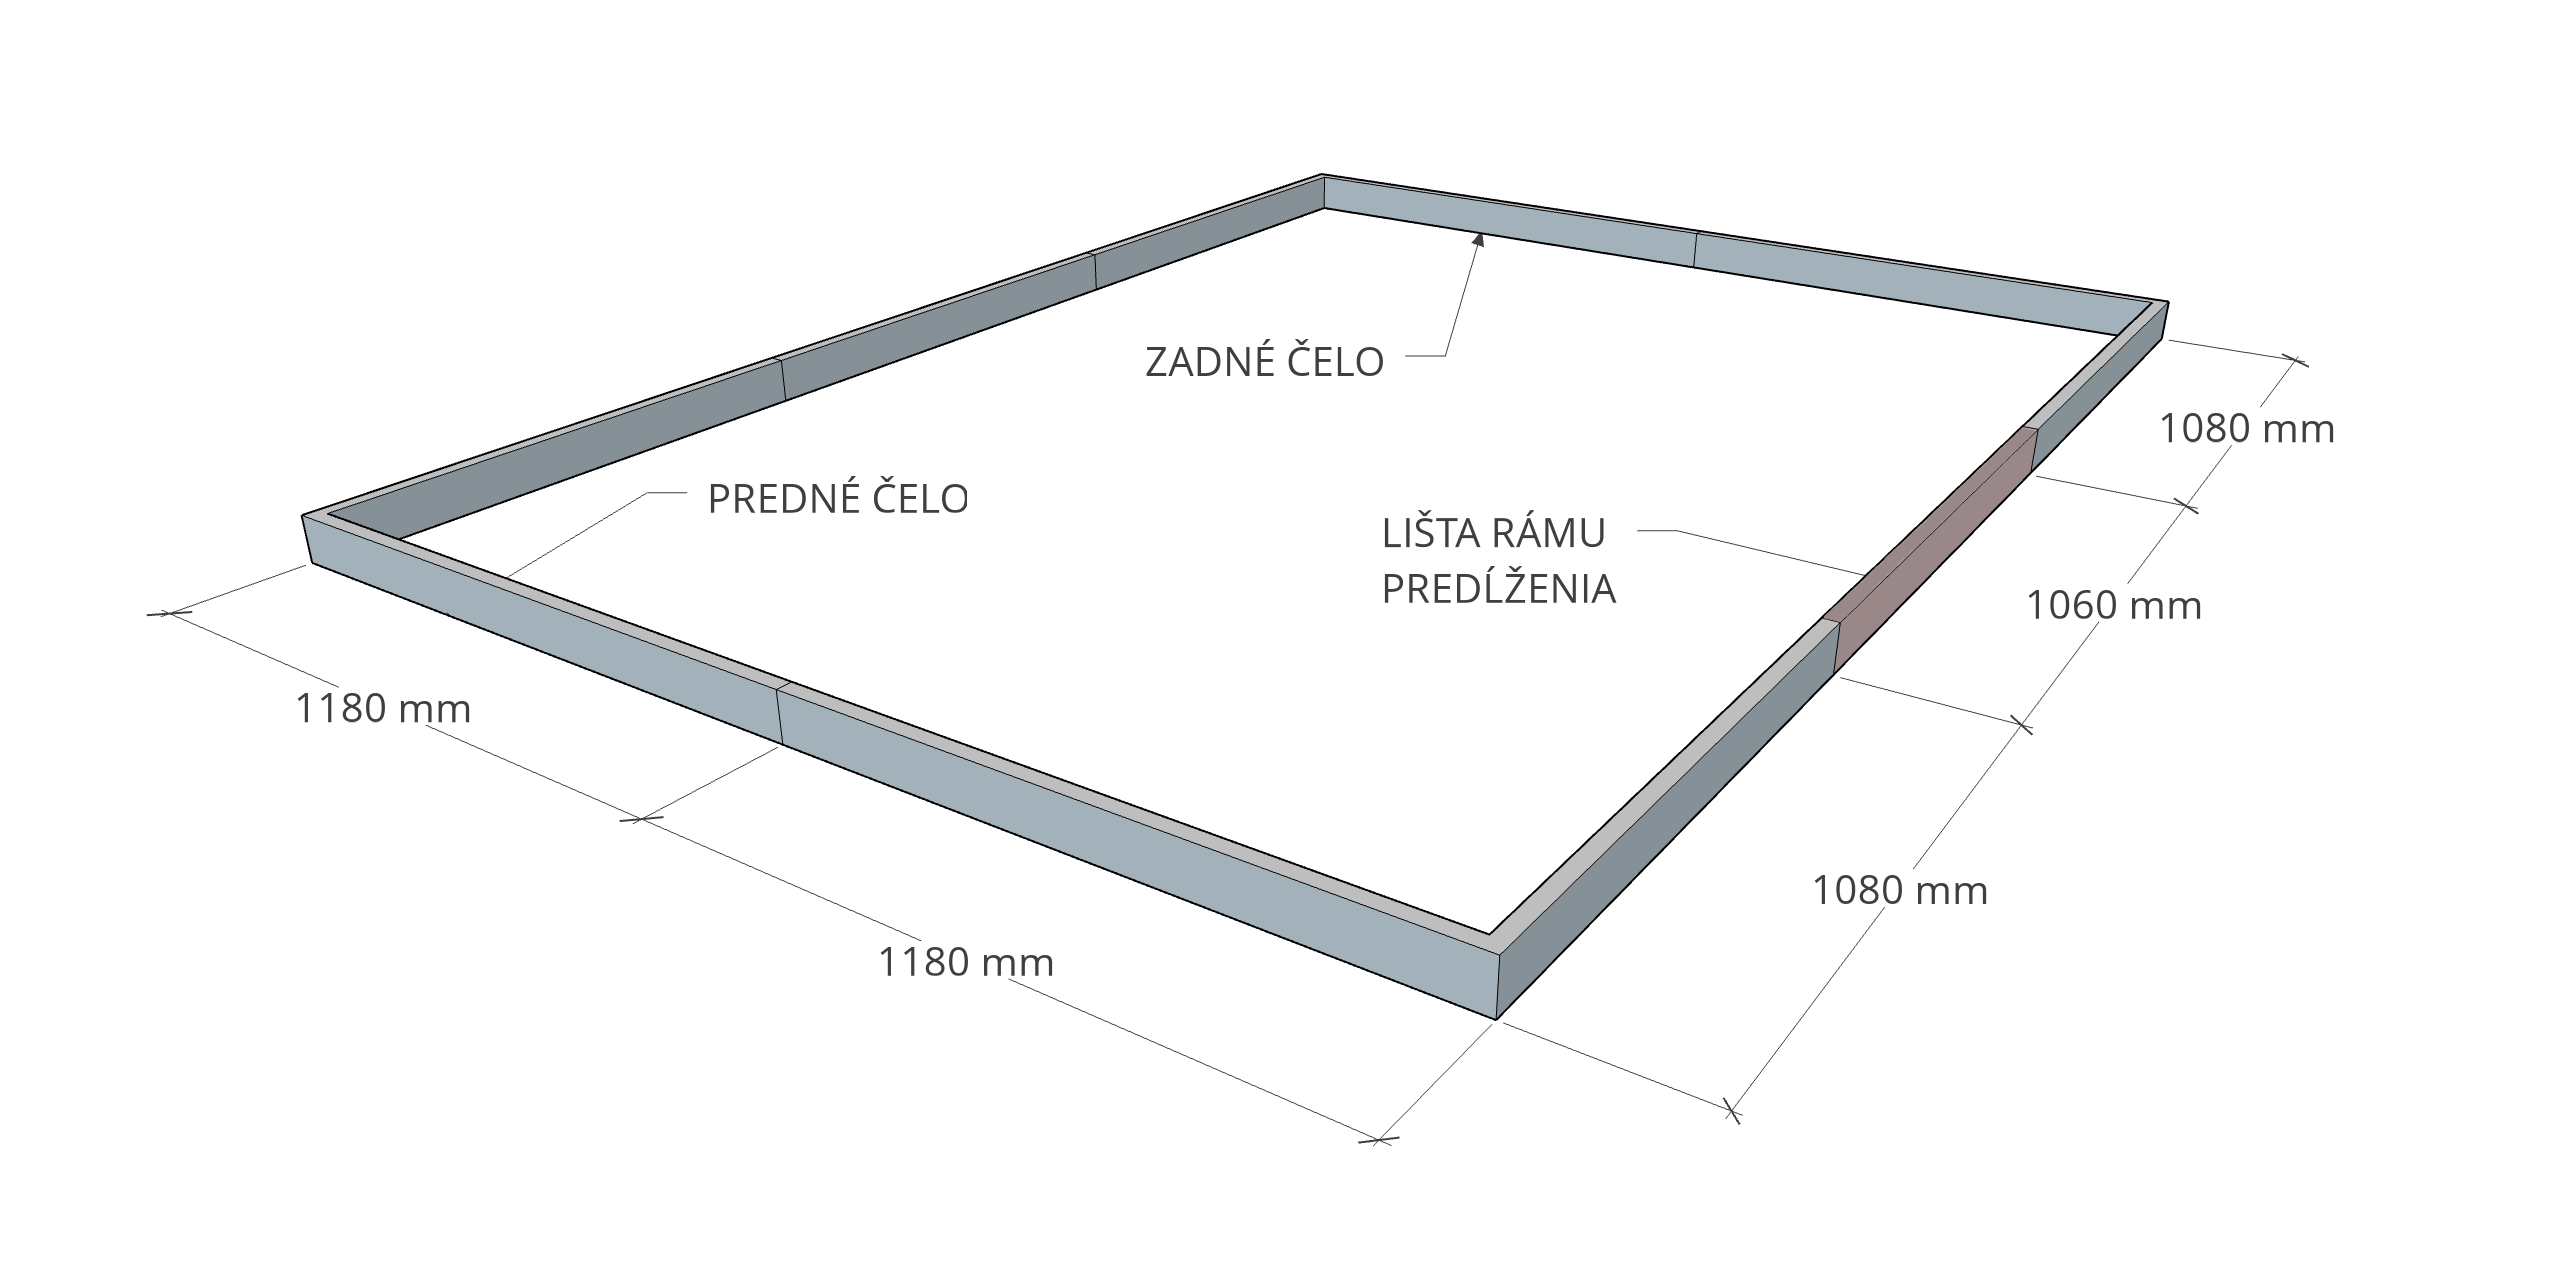 ZADNÉ ČELO
1080 mm
PREDNÉ ČELO
LIŠTA RÁMU
PREDĹŽENIA
1060 mm
1180 mm
1080 mm
1180 mm